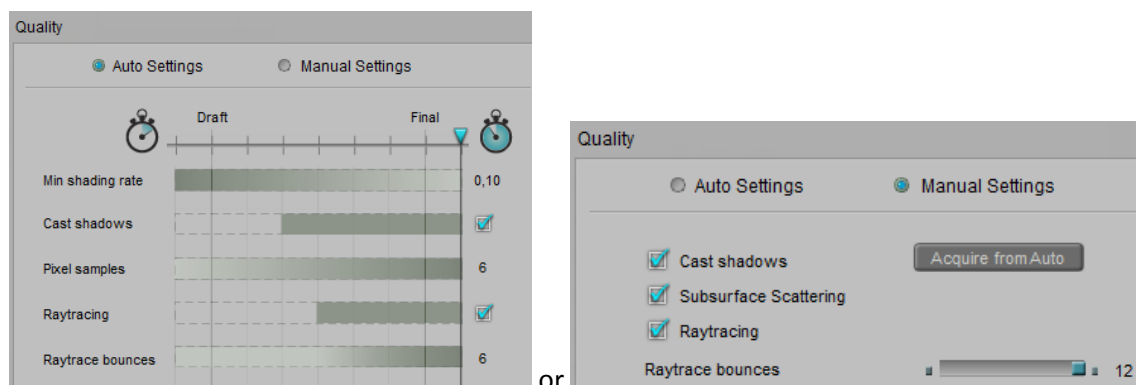 Quality
Auto Settings Manual Settings
Draft Final
Min shading rate 0,10
Cast shadows
Pixel samples 6
Raytracing
Raytrace bounces 6
or
Quality
Auto Settings Manual Settings
Cast shadows Acquire from Auto
Subsurface Scattering
Raytracing
Raytrace bounces 12